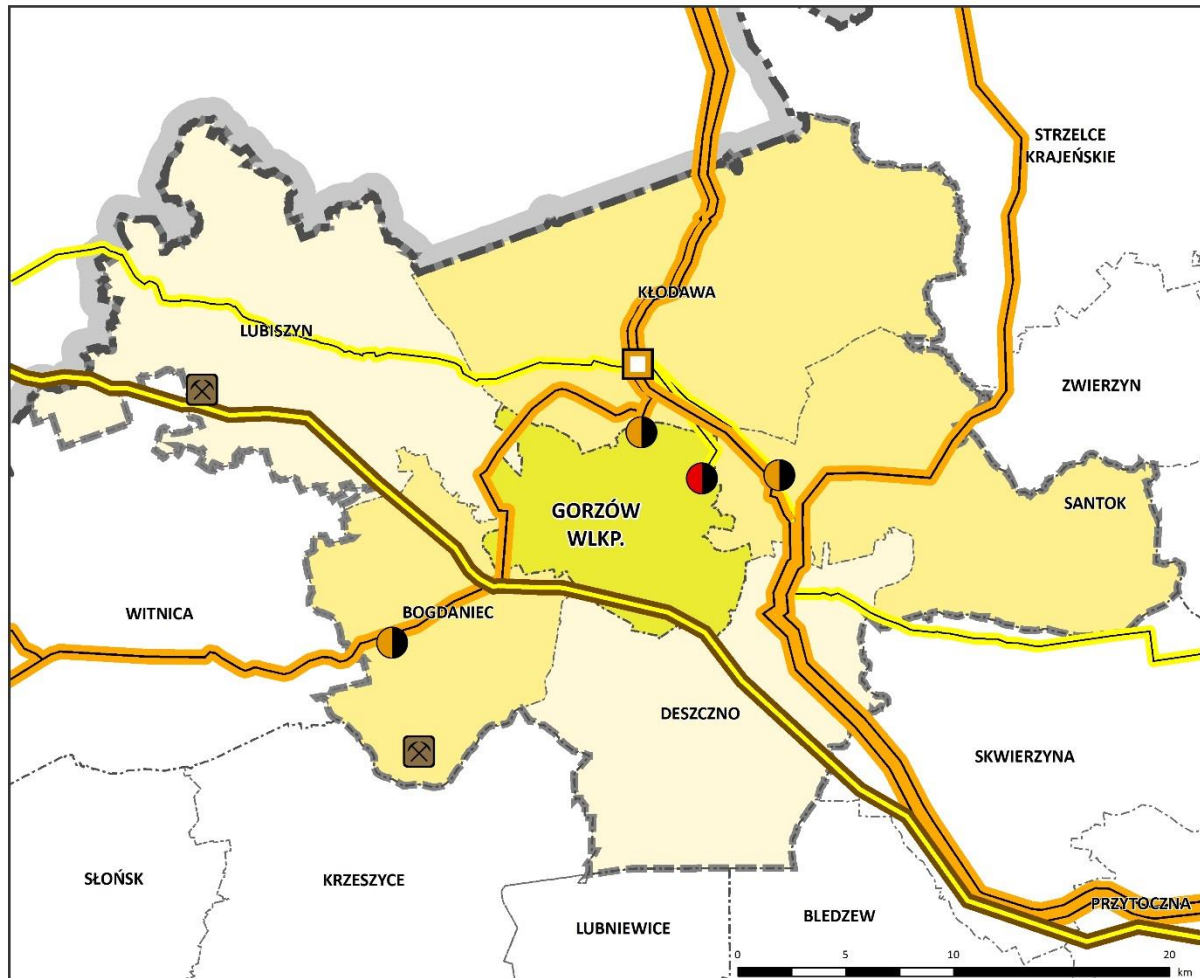 STRZELCE
KRAJEŃSKIE
KŁODAWA
LUBISZYN
ZWIERZYN
SANTOK
GORZÓW
WLKP.
WITNICA
BOGDANIEC
DESZCZNO
SKWIERZYNA
SŁOŃSK
KRZESZYCE
PRZYTOCZNA
LUBNIEWICE
BLEDZEW
0 5 10 20
km